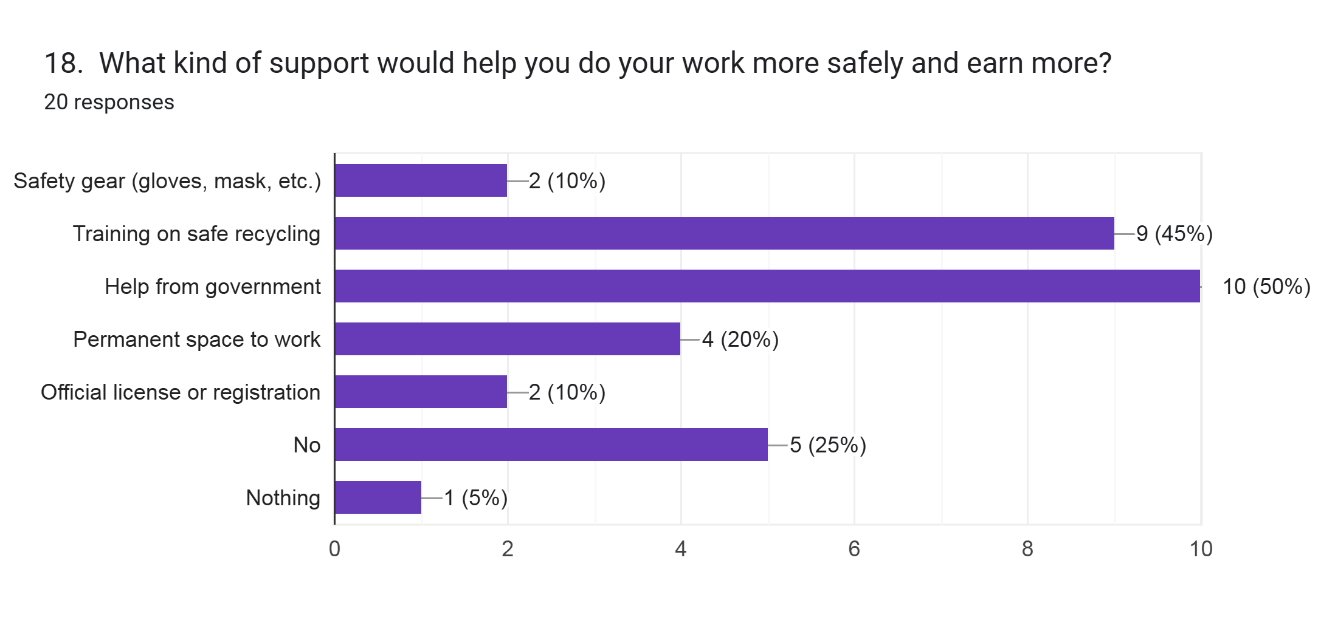 18.  What kind of support would help you do your work more safely and earn more?
20 responses
Safety gear (gloves, mask, etc.) 2 (10%)
Training on safe recycling 9 (45%)
Help from government 10 (50%)
Permanent space to work 4 (20%)
Official license or registration 2 (10%)
No 5 (25%)
Nothing 1 (5%)
0 2 4 6 8 10